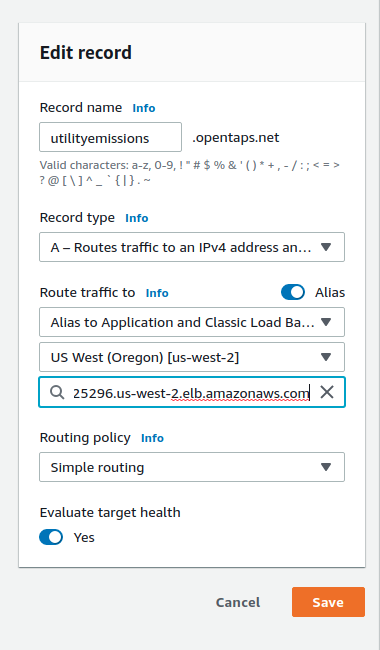 Edit record
Record name Info
utilityemissions .opentaps.net
Valid characters: a-z, 0-9, ! " # $ % & ' ( ) * + , - / : ; < = >
? @ [ \ ] ^ _ ` { | } . ~
Record type Info
A – Routes traffic to an IPv4 address an...
Route traffic to Info Alias
Alias to Application and Classic Load Ba...
US West (Oregon) [us-west-2]
25296.us-west-2.elb.amazonaws.com
Routing policy Info
Simple routing
Evaluate target health
Yes
Cancel Save